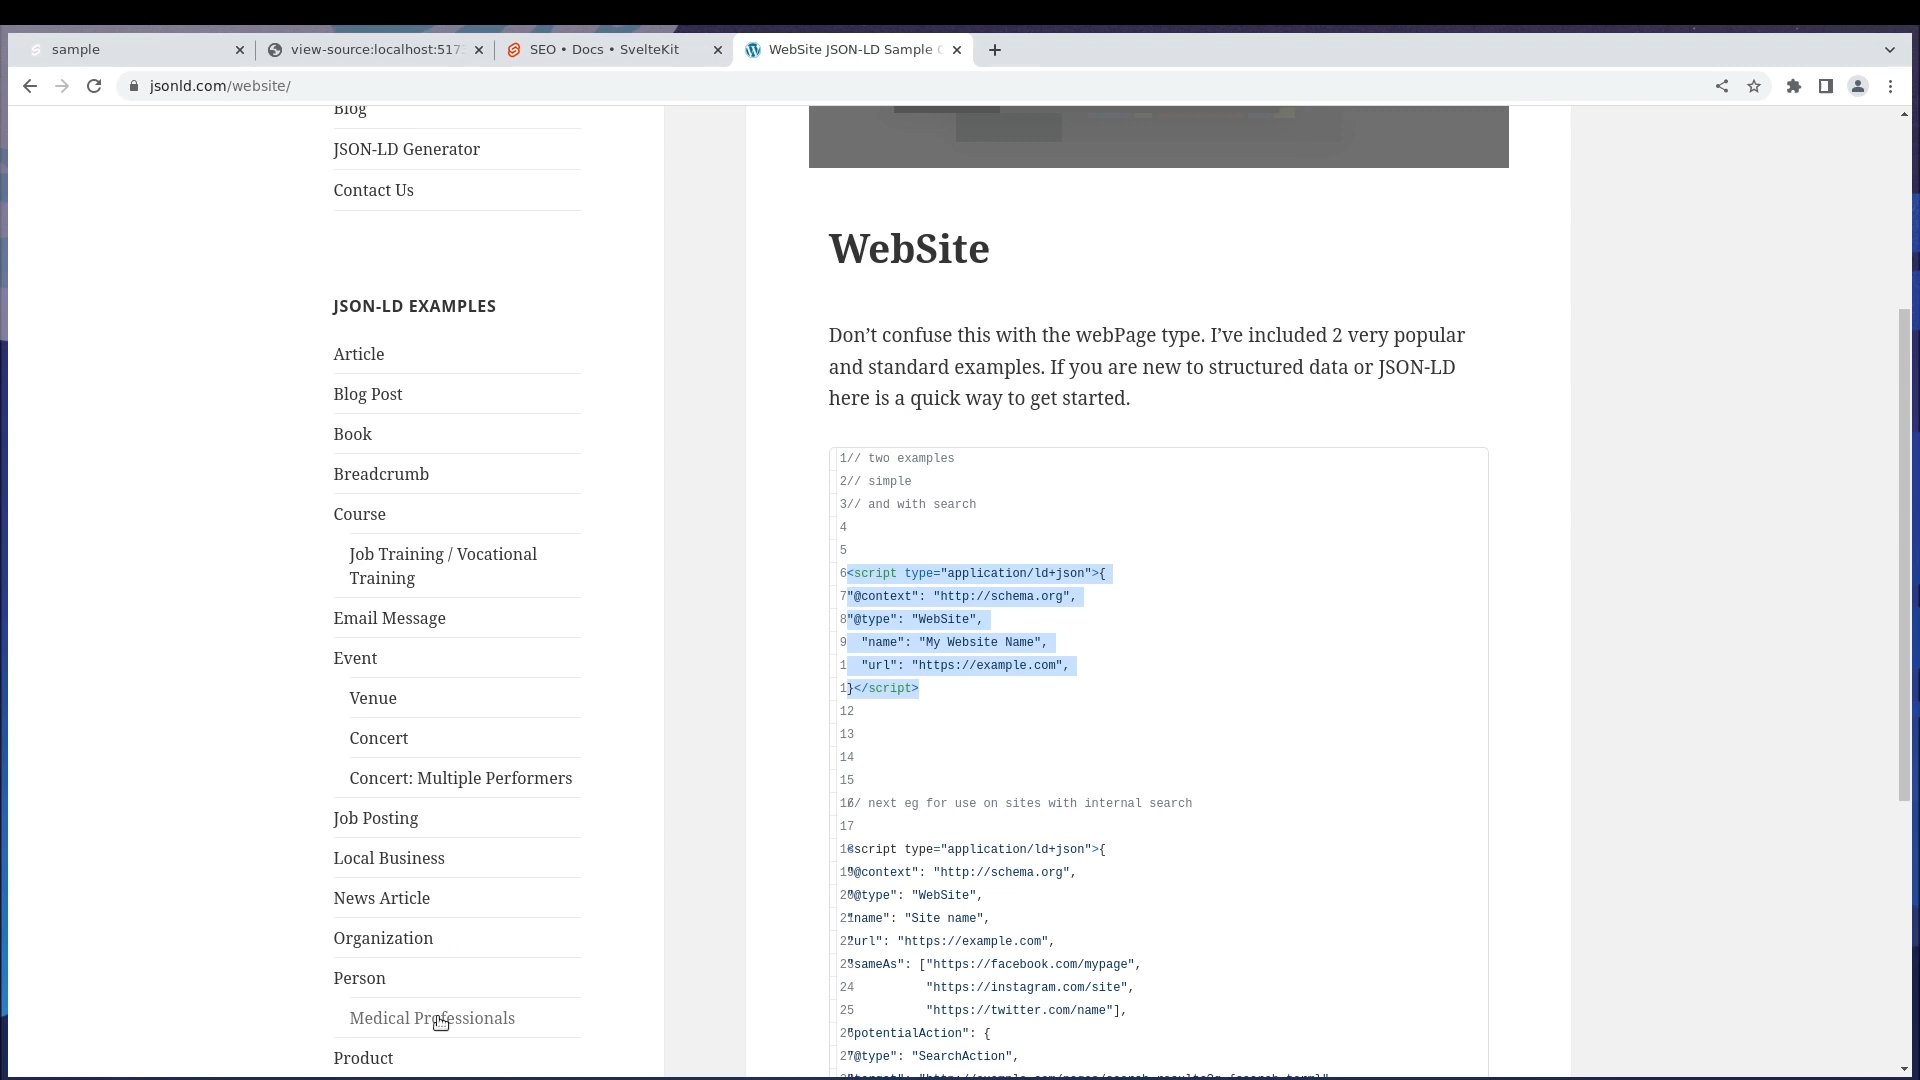 sample
view-source:localhost:517
SEO • Docs • SvelteKit
WebSite JSON-LD Sample
jsonld.com/website/
Blog
JSON-LD Generator
Contact Us
JSON-LD EXAMPLES
Article
Blog Post
Book
Breadcrumb
Course
Job Training / Vocational
Training
Email Message
Event
Venue
Concert
Concert: Multiple Performers
Job Posting
Local Business
News Article
Organization
Person
Medical Professionals
Product
WebSite
Don’t confuse this with the webPage type. I’ve included 2 very popular
and standard examples. If you are new to structured data or JSON-LD
here is a quick way to get started.
1// two examples
2// simple
3// and with search
4
5
6<script type="application/ld+json">{
7"@context": "http://schema.org",
8"@type": "WebSite",
9  "name": "My Website Name",
1  "url": "https://example.com",
1}</script>
12
13
14
15
16/ next eg for use on sites with internal search
17
18<script type="application/ld+json">{
19"@context": "http://schema.org",
20"@type": "WebSite",
21"name": "Site name",
22"url": "https://example.com",
23"sameAs": ["https://facebook.com/mypage",
24 "https://instagram.com/site",
25 "https://twitter.com/name"],
26"potentialAction": {
27"@type": "SearchAction",